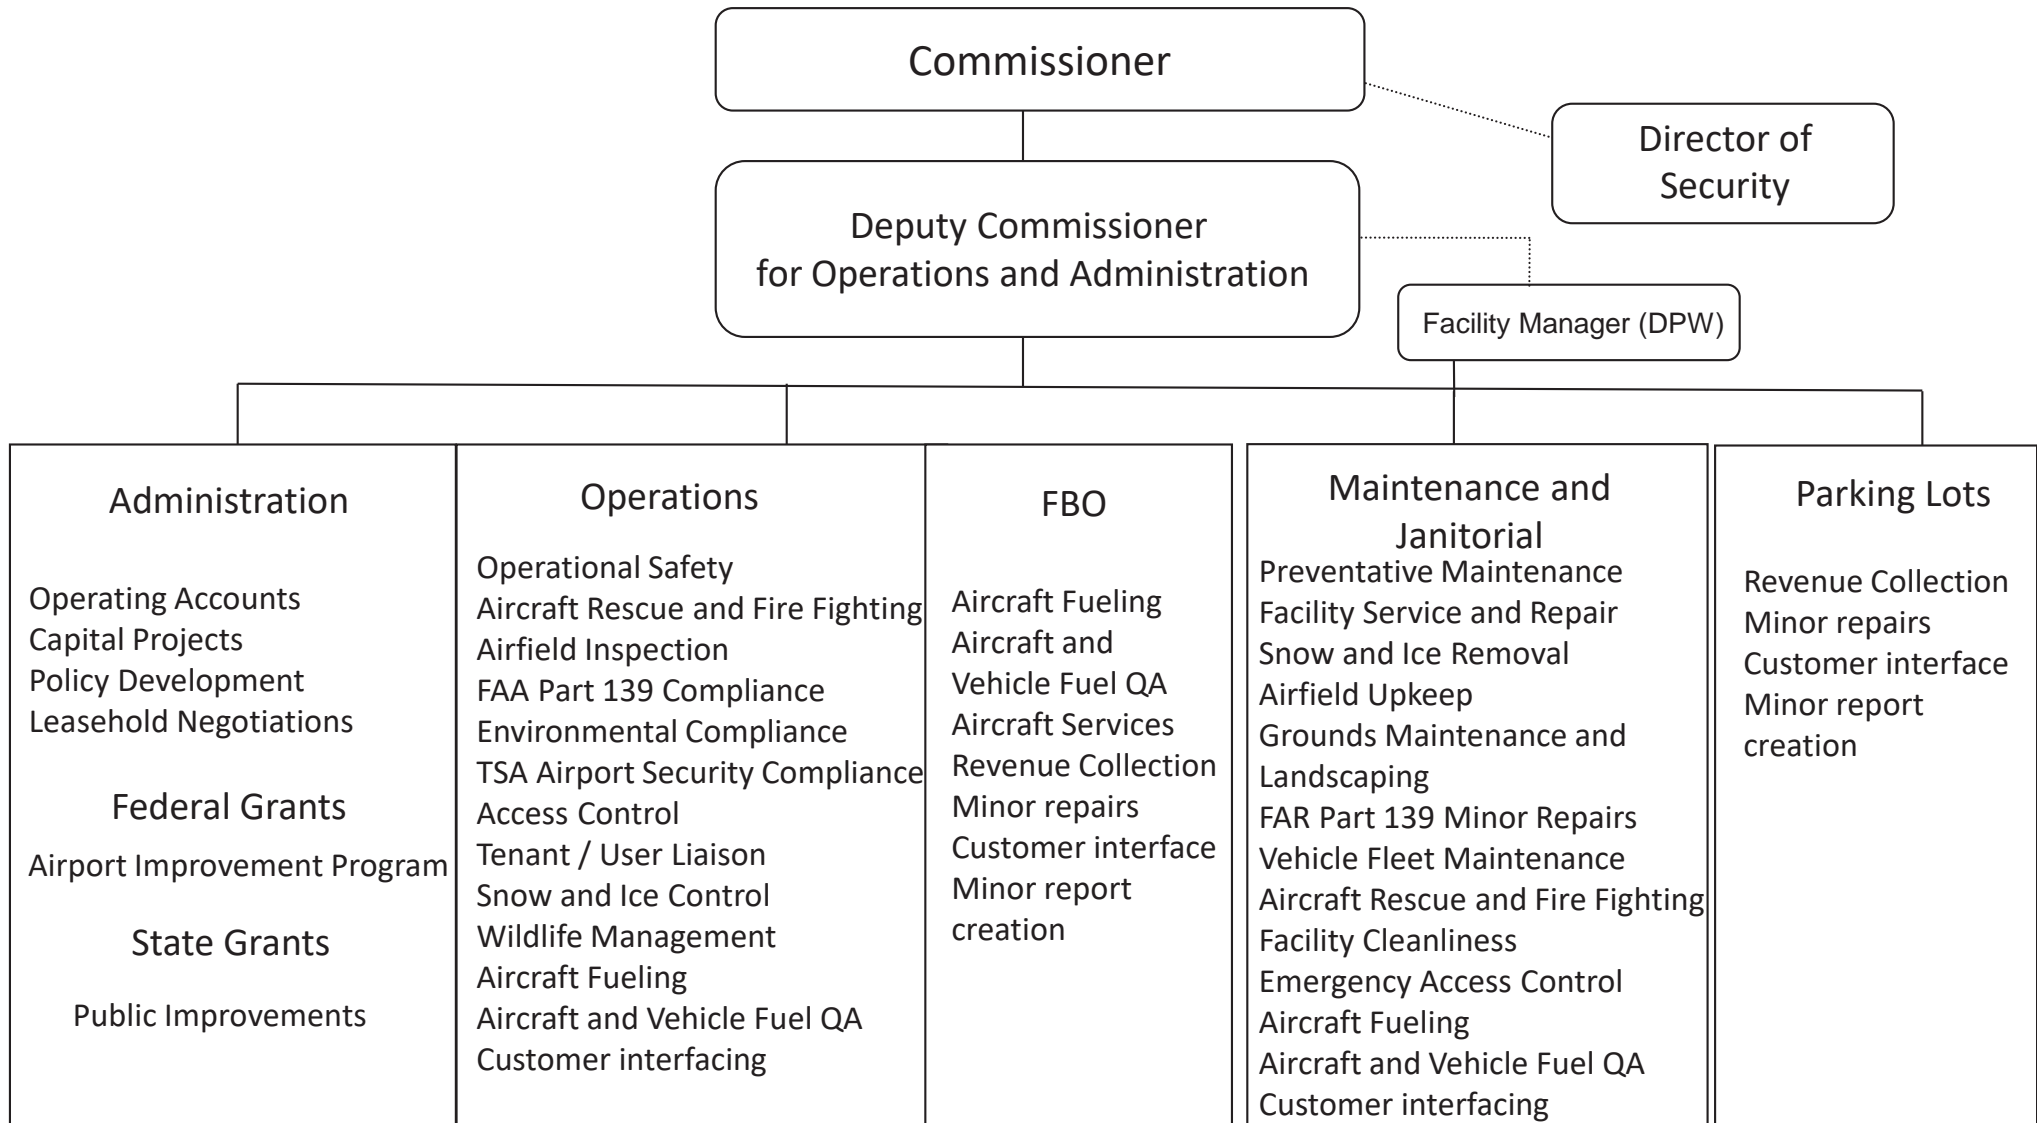 Commissioner
Director of
Security
Deputy Commissioner
for Operations and Administration
Facility Manager (DPW)
Administration
Operating Accounts
Capital Projects
Policy Development
Leasehold Negotiations
Federal Grants
Airport Improvement Program
State Grants
Public Improvements
Operations
Operational Safety
Aircraft Rescue and Fire Fighting
Airfield Inspection
FAA Part 139 Compliance
Environmental Compliance
TSA Airport Security Compliance
Access Control
Tenant / User Liaison
Snow and Ice Control
Wildlife Management
Aircraft Fueling
Aircraft and Vehicle Fuel QA
Customer interfacing
FBO
Aircraft Fueling
Aircraft and
Vehicle Fuel QA
Aircraft Services
Revenue Collection
Minor repairs
Customer interface
Minor report
creation
Maintenance and
Janitorial
Preventative Maintenance
Facility Service and Repair
Snow and Ice Removal
Airfield Upkeep
Grounds Maintenance and
Landscaping
FAR Part 139 Minor Repairs
Vehicle Fleet Maintenance
Aircraft Rescue and Fire Fighting
Facility Cleanliness
Emergency Access Control
Aircraft Fueling
Aircraft and Vehicle Fuel QA
Customer interfacing
Parking Lots
Revenue Collection
Minor repairs
Customer interface
Minor report
creation